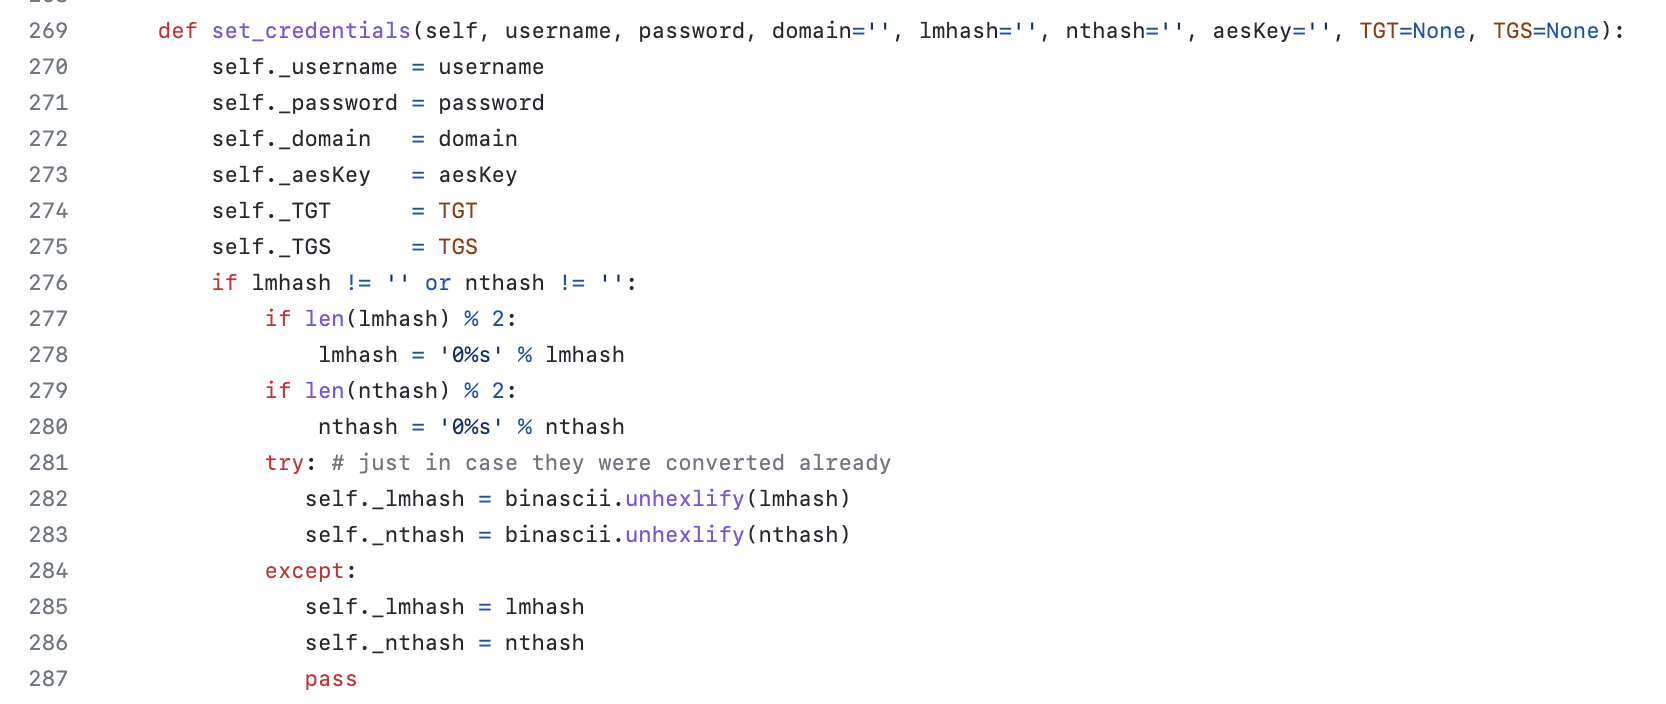 269 def set_credentials(self, username, password, domain='', lmhash='', nthash='', aesKey='', TGT=None, TGS=None):
270 self._username = username
271 self._password = password
272 self._domain   = domain
273 self._aesKey   = aesKey
274 self._TGT      = TGT
275 self._TGS      = TGS
276 if lmhash != '' or nthash != '':
277 if len(lmhash) % 2:
278 lmhash = '0%s' % lmhash
279 if len(nthash) % 2:
280 nthash = '0%s' % nthash
281 try: # just in case they were converted already
282 self._lmhash = binascii.unhexlify(lmhash)
283 self._nthash = binascii.unhexlify(nthash)
284 except:
285 self._lmhash = lmhash
286 self._nthash = nthash
287 pass